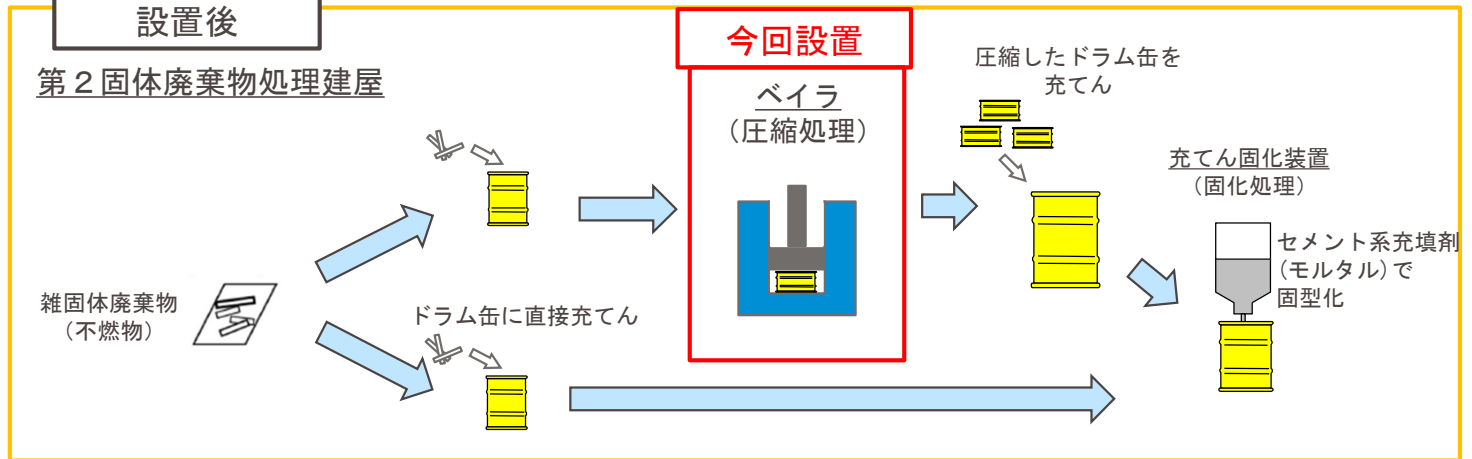 設置後
第２固体廃棄物処理建屋
今回設置
ベイラ
（圧縮処理）
圧縮したドラム缶を
充てん
充てん固化装置
（固化処理）
セメント系充填剤
（モルタル）で
固型化
雑固体廃棄物
（不燃物）
ドラム缶に直接充てん